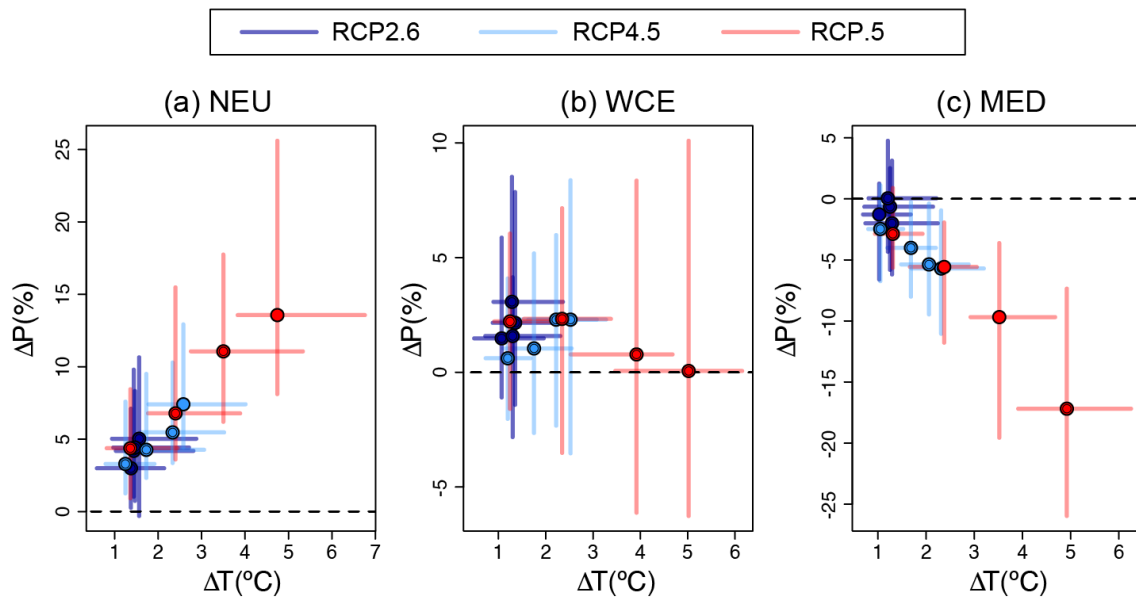 RCP2.6 RCP4.5 RCP.5
(a) NEU (b) WCE (c) MED
ΔP(%)
25
20
15
10
5
0
1 2 3 4 5 6 7
ΔT(ºC)
ΔP(%)
10
5
0
-5
1 2 3 4 5 6
ΔT(ºC)
ΔP(%)
5
0
-5
-10
-15
-20
-25
1 2 3 4 5 6
ΔT(ºC)